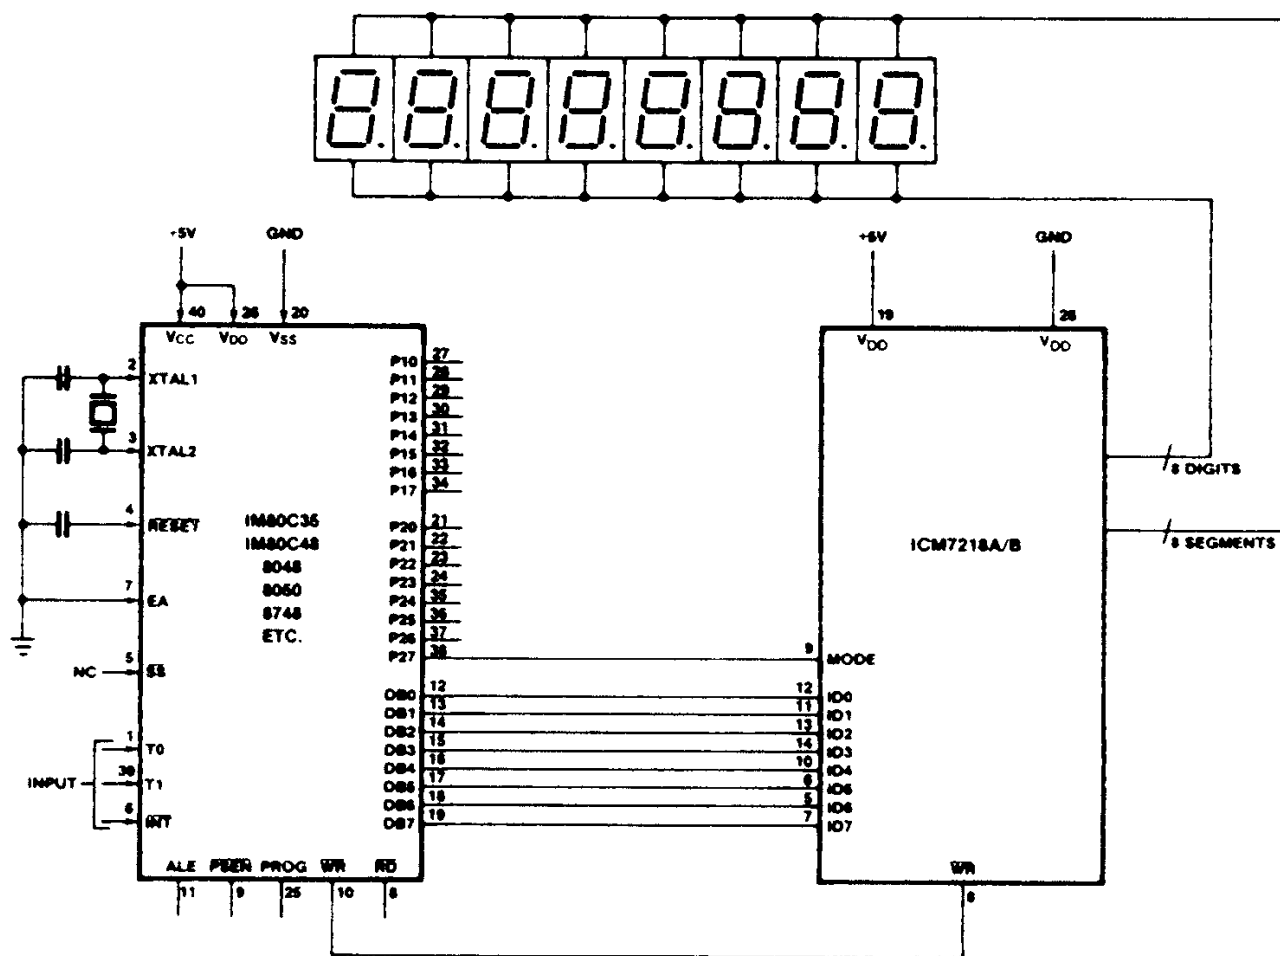 +5V
GND
+5V
GND
40
26
20
VCC
VDD
VSS
19
28
VDD
VDD
2
XTAL1
3
XTAL2
4
RESET
7
EA
5
NC
SS
1
T0
39
INPUT
T1
6
INT
IM80C35
IM80C48
8048
8050
8748
ETC.
P10 27
P11 28
P12 29
P13 30
P14 31
P15 32
P16 33
P17 34
P20 21
P21 22
P22 23
P23 24
P24 35
P25 36
P26 37
P27 38
DB0 12
DB1 13
DB2 14
DB3 15
DB4 16
DB5 17
DB6 18
DB7 19
ALE
PSEN
PROG
WR
RD
11
9
25
10
8
ICM7218A/B
8 DIGITS
8 SEGMENTS
9 MODE
12 ID0
11 ID1
13 ID2
14 ID3
10 ID4
6 ID5
5 ID6
7 ID7
WR
8